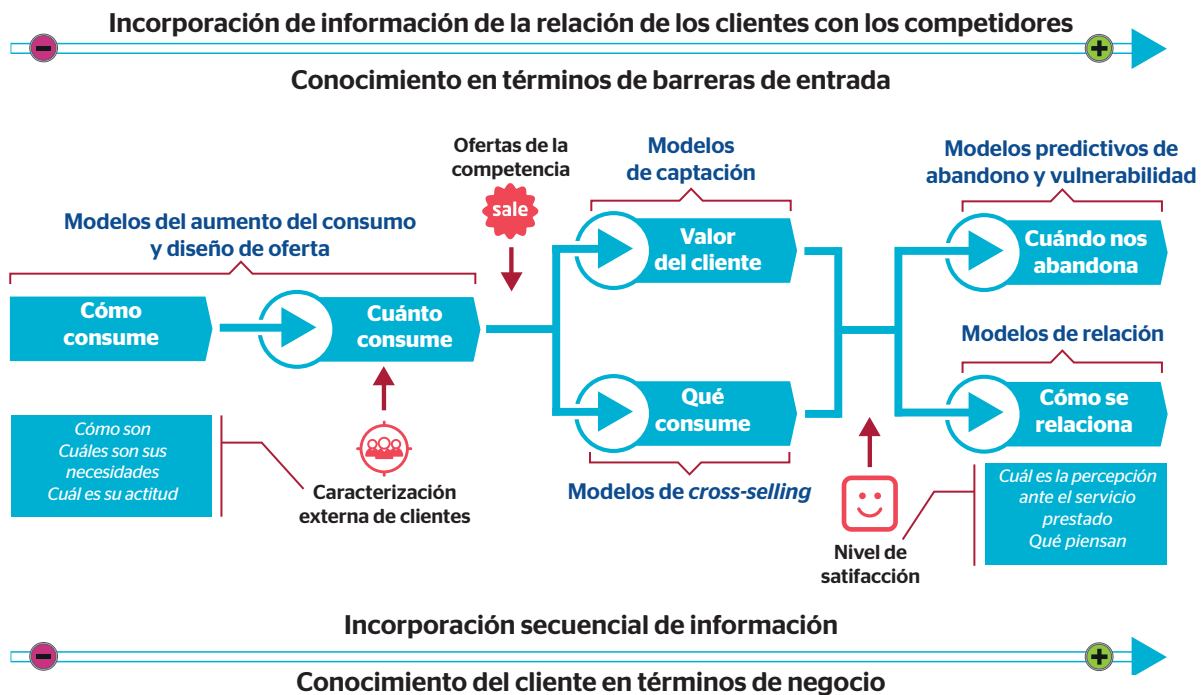 Incorporación de información de la relación de los clientes con los competidores
Conocimiento en términos de barreras de entrada
Ofertas de la
competencia
sale
Modelos
de captación
Modelos predictivos de
abandono y vulnerabilidad
Modelos del aumento del consumo
y diseño de oferta
Valor
del cliente
Cuándo nos
abandona
Cómo
consume
Cuánto
consume
Modelos de relación
Qué
consume
Cómo se
relaciona
Cómo son
Cuáles son sus
necesidades
Cuál es su actitud
Caracterización
externa de clientes
Modelos de cross-selling
Cuál es la percepción
ante el servicio
prestado
Qué piensan
Nivel de
satifacción
Incorporación secuencial de información
Conocimiento del cliente en términos de negocio